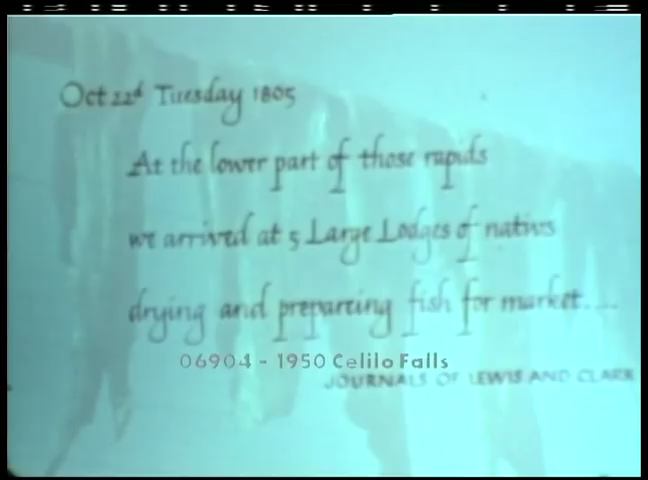 Oct 22d Tuesday 1805
At the lower part of those rapids
we arrived at 5 Large Lodges of natives
drying and preparing fish for market....
06904 - 1950 Celilo Falls
JOURNALS OF LEWIS AND CLARK